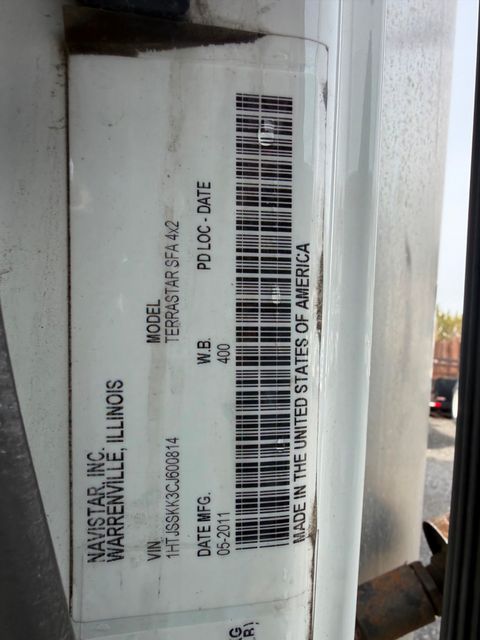 NAVISTAR, INC.
WARRENVILLE, ILLINOIS
VIN MODEL
1HTJSSKK3CJ600814 TERRASTAR SFA 4x2
DATE MFG. W.B. PD LOC - DATE
05-2011 400
MADE IN THE UNITED STATES OF AMERICA